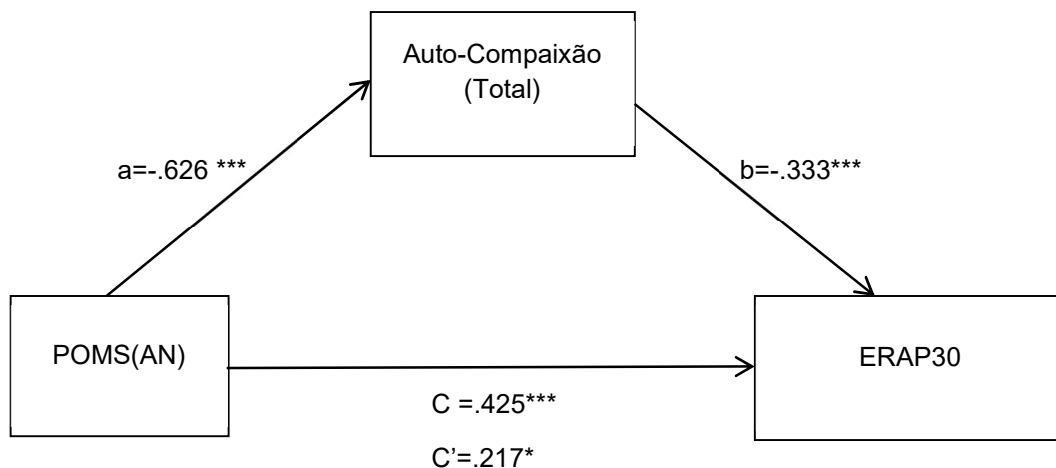 Auto-Compaixão
(Total)
a=-.626 ***
b=-.333***
POMS(AN)
ERAP30
C =.425***
C’=.217*